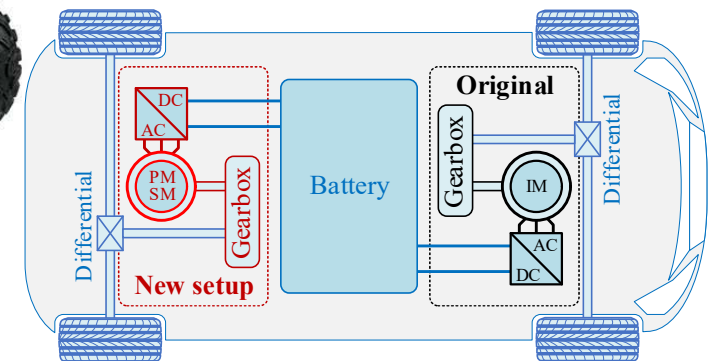 DC
AC
PM
SM
Gearbox
Differential
New setup
Battery
Original
Gearbox
IM
AC
DC
Differential